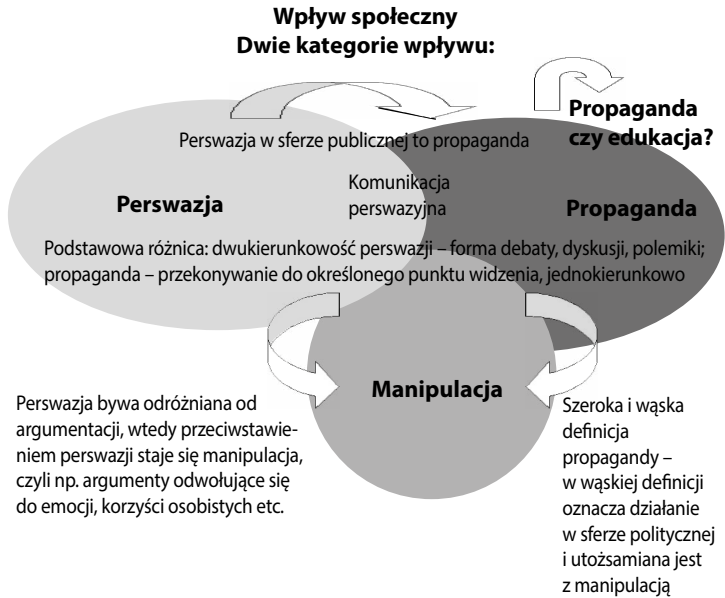 Wpływ społeczny
Dwie kategorie wpływu:
Propaganda
czy edukacja?
Perswazja w sferze publicznej to propaganda
Komunikacja
perswazyjna
Perswazja
Propaganda
Podstawowa różnica: dwukierunkowość perswazji – forma debaty, dyskusji, polemiki;
propaganda – przekonywanie do określonego punktu widzenia, jednokierunkowo
Manipulacja
Perswazja bywa odróżniana od
argumentacji, wtedy przeciwstawie-
niem perswazji staje się manipulacja,
czyli np. argumenty odwołujące się
do emocji, korzyści osobistych etc.
Szeroka i wąska
definicja
propagandy –
w wąskiej definicji
oznacza działanie
w sferze politycznej
i utożsamiana jest
z manipulacją